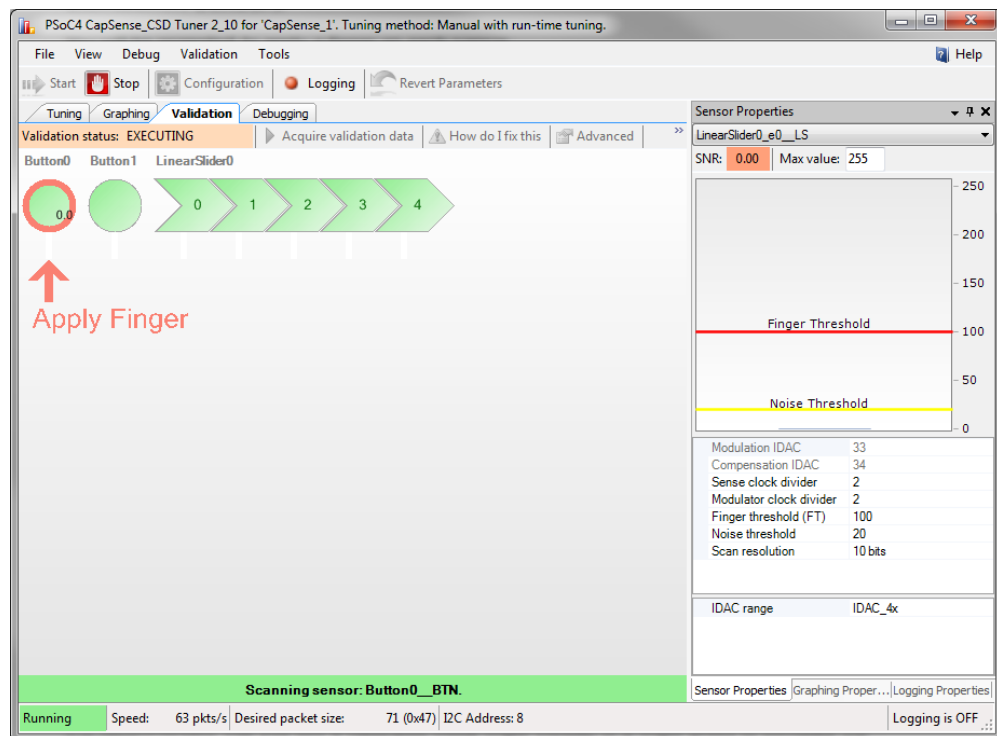 PSoC4 CapSense_CSD Tuner 2_10 for 'CapSense_1'. Tuning method: Manual with run-time tuning.
File View Debug Validation Tools Help
Start Stop Configuration Logging Revert Parameters
Tuning Graphing Validation Debugging
Validation status: EXECUTING Acquire validation data How do I fix this Advanced »
Button0 Button1 LinearSlider0
0.0 0 1 2 3 4
Apply Finger
Scanning sensor: Button0__BTN.
Sensor Properties
LinearSlider0_e0__LS
SNR: 0.00 Max value: 255
250
200
150
Finger Threshold
100
50
Noise Threshold
0
Modulation IDAC 33
Compensation IDAC 34
Sense clock divider 2
Modulator clock divider 2
Finger threshold (FT) 100
Noise threshold 20
Scan resolution 10 bits
IDAC range IDAC_4x
Sensor Properties Graphing Proper... Logging Properties
Running Speed: 63 pkts/s Desired packet size: 71 (0x47) I2C Address: 8 Logging is OFF